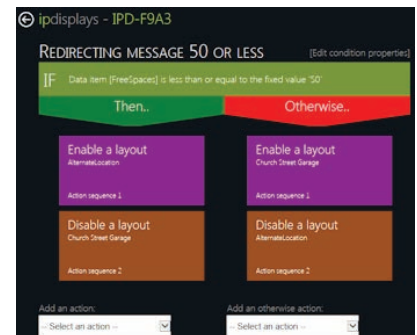 ipdisplays - IPD-F9A3
REDIRECTING MESSAGE 50 OR LESS
[Edit condition properties]
IF Data item [FreeSpaces] is less than or equal to the fixed value '50'
Then..
Otherwise..
Enable a layout
AlternateLocation
Action sequence 1
Enable a layout
Church Street Garage
Action sequence 1
Disable a layout
Church Street Garage
Action sequence 2
Disable a layout
AlternateLocation
Action sequence 2
Add an action:
Add an otherwise action:
-- Select an action --
-- Select an action --